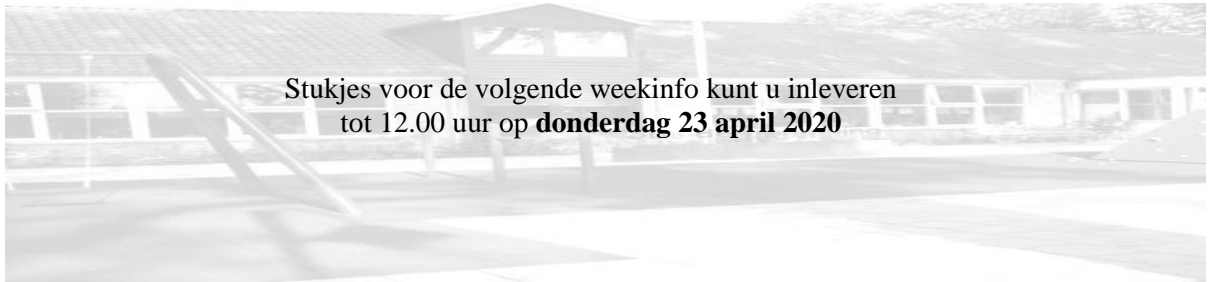 Stukjes voor de volgende weekinfo kunt u inleveren
tot 12.00 uur op donderdag 23 april 2020